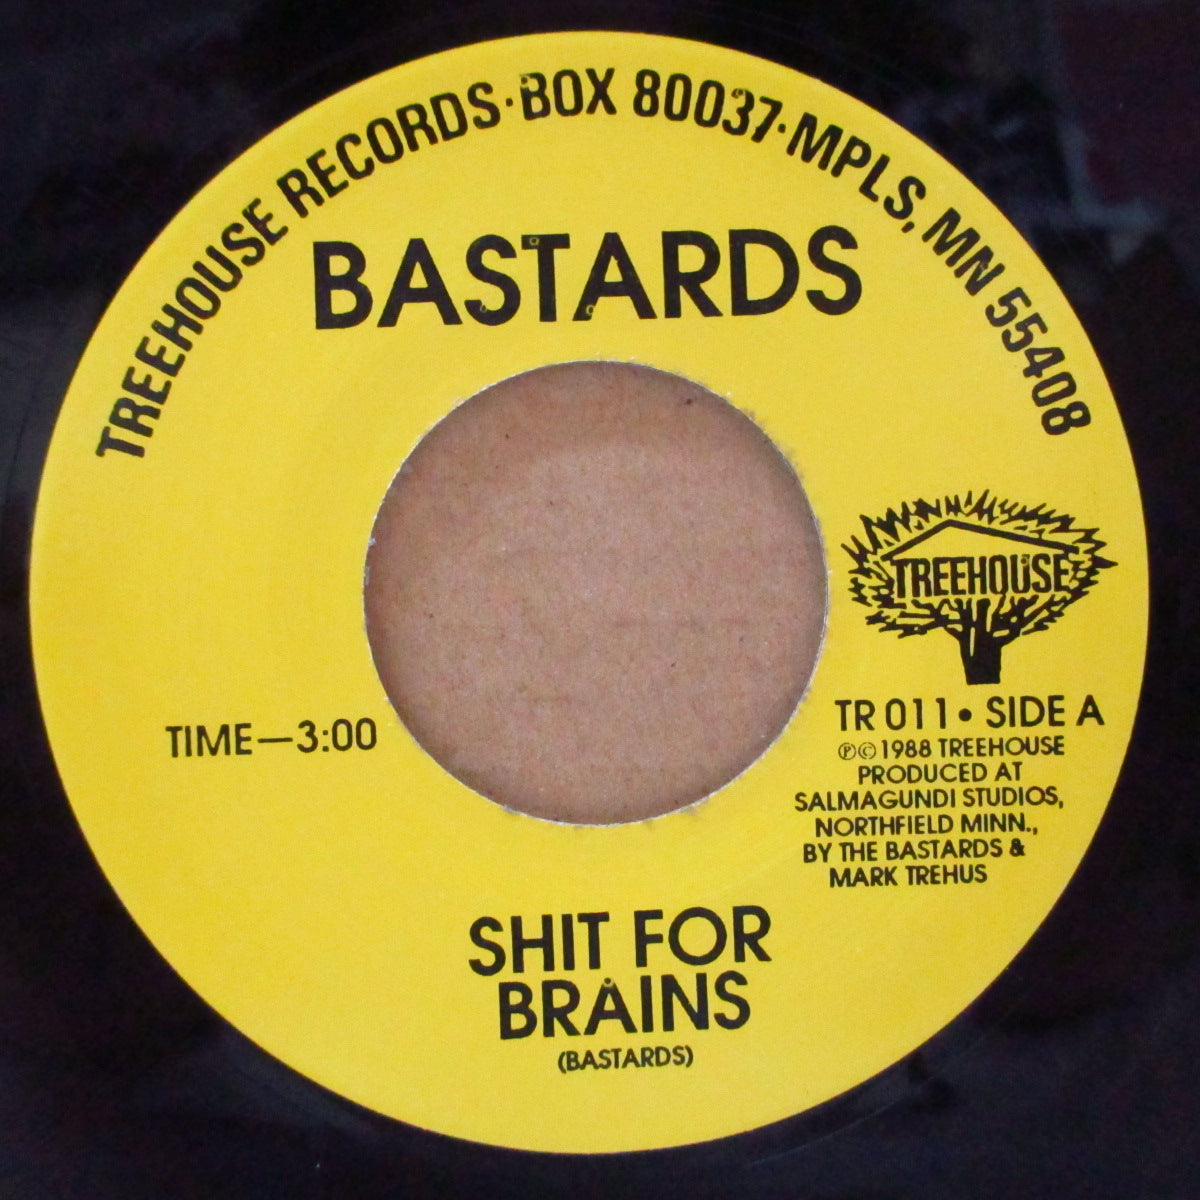 TREEHOUSE RECORDS·BOX 80037·MPLS, MN 55408
BASTARDS
TREEHOUSE
TIME—3:00
TR 011 • SIDE A
℗© 1988 TREEHOUSE
PRODUCED AT
SALMAGUNDI STUDIOS,
NORTHFIELD MINN.,
BY THE BASTARDS &
MARK TREHUS
SHIT FOR
BRAINS
(BASTARDS)